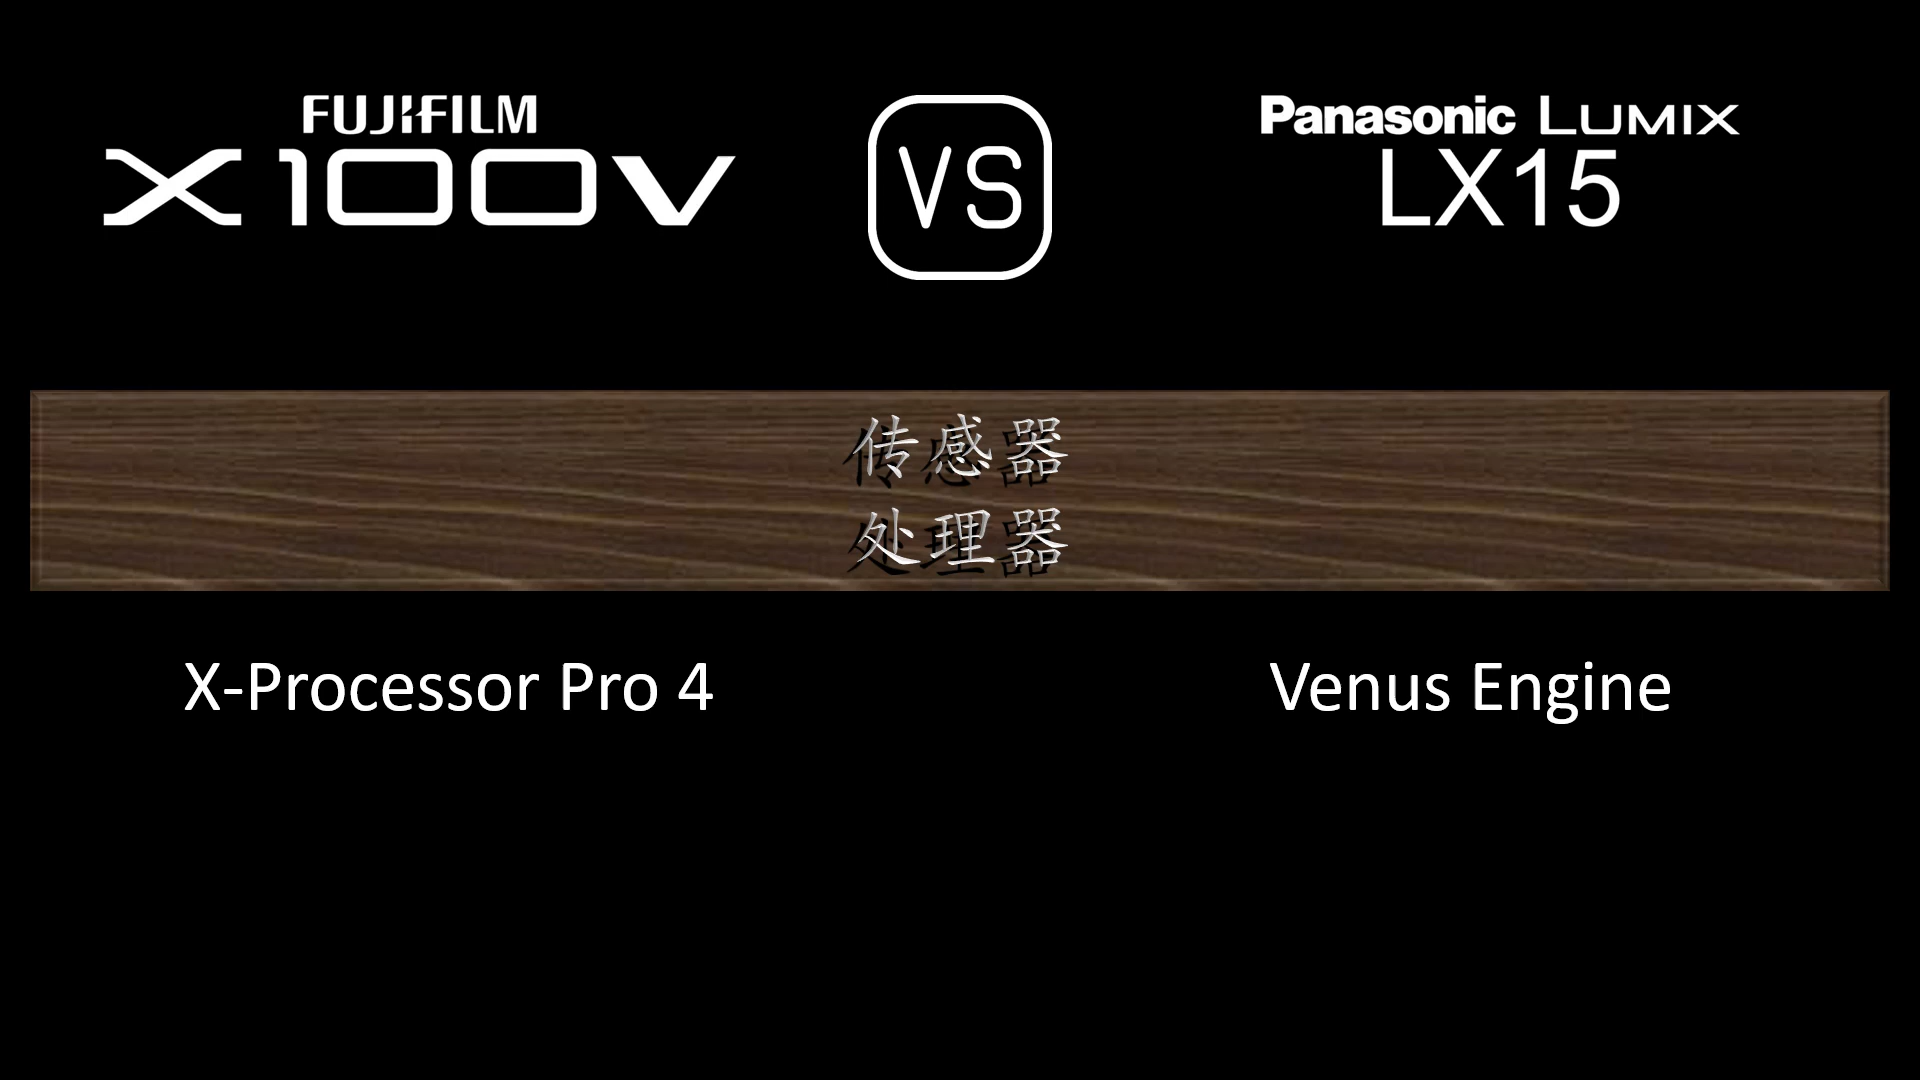 FUJIFILM
X100V
VS
Panasonic LUMIX
LX15
传感器
处理器
X-Processor Pro 4
Venus Engine